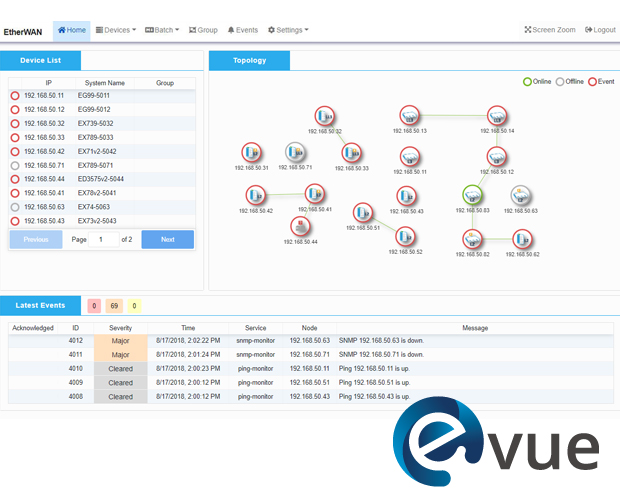 EtherWAN Home Devices Batch Group Events Settings Screen Zoom Logout
Device List
IP System Name Group
192.168.50.11 EG99-5011
192.168.50.12 EG99-5012
192.168.50.32 EX739-5032
192.168.50.33 EX789-5033
192.168.50.42 EX71v2-5042
192.168.50.71 EX789-5071
192.168.50.44 ED3575v2-5044
192.168.50.41 EX78v2-5041
192.168.50.63 EX74-5063
192.168.50.43 EX73v2-5043
Previous Page 1 of 2 Next
Topology
Online Offline Event
192.168.50.32
192.168.50.13
192.168.50.14
192.168.50.31
192.168.50.71
192.168.50.33
192.168.50.11
192.168.50.12
192.168.50.42
192.168.50.41
192.168.50.43
192.168.50.83
192.168.50.63
192.168.50.51
192.168.50.44
192.168.50.52
192.168.50.82
192.168.50.62
Latest Events 0 69 0
Acknowledged ID Severity Time Service Node Message
4012 Major 8/17/2018, 2:02:22 PM snmp-monitor 192.168.50.63 SNMP 192.168.50.63 is down.
4011 Major 8/17/2018, 2:01:24 PM snmp-monitor 192.168.50.71 SNMP 192.168.50.71 is down.
4010 Cleared 8/17/2018, 2:00:23 PM ping-monitor 192.168.50.11 Ping 192.168.50.11 is up.
4009 Cleared 8/17/2018, 2:00:12 PM ping-monitor 192.168.50.51 Ping 192.168.50.51 is up.
4008 Cleared 8/17/2018, 2:00:12 PM ping-monitor 192.168.50.43 Ping 192.168.50.43 is up.
evue